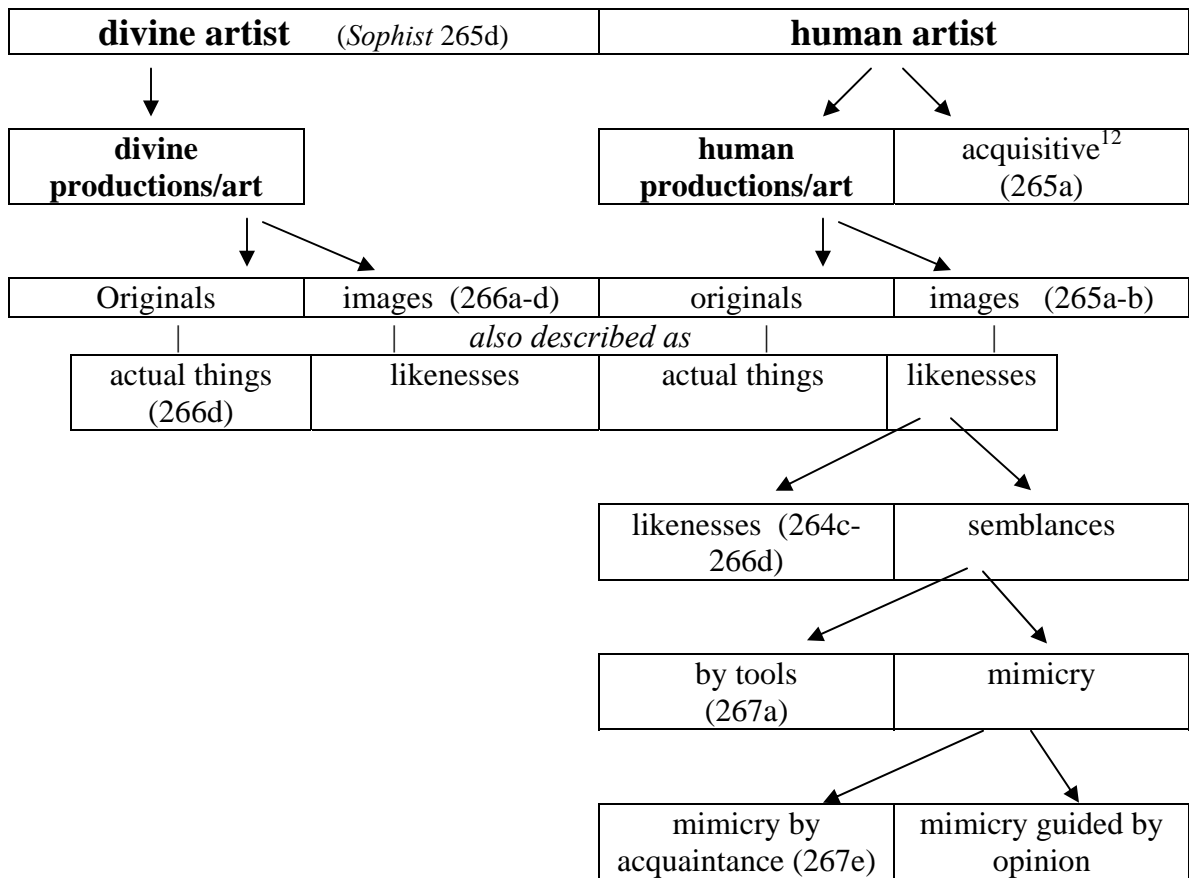 divine artist (Sophist 265d) human artist
divine human acquisitive12
productions/art productions/art (265a)
Originals images (266a-d) originals images (265a-b)
| | also described as | |
actual things likenesses actual things likenesses
(266d)
likenesses (264c- semblances
266d)
by tools mimicry
(267a)
mimicry by mimicry guided by
acquaintance (267e) opinion